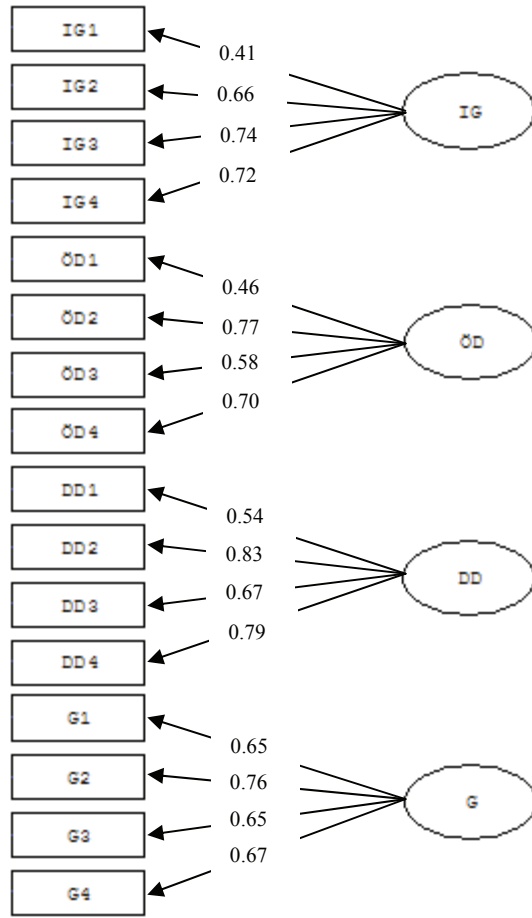 IG1
0.41
IG2
0.66
IG
IG3
0.74
IG4
0.72
ÖD1
0.46
ÖD2
0.77
ÖD
ÖD3
0.58
ÖD4
0.70
DD1
0.54
DD2
0.83
DD
DD3
0.67
DD4
0.79
G1
0.65
G2
0.76
G
G3
0.65
G4
0.67